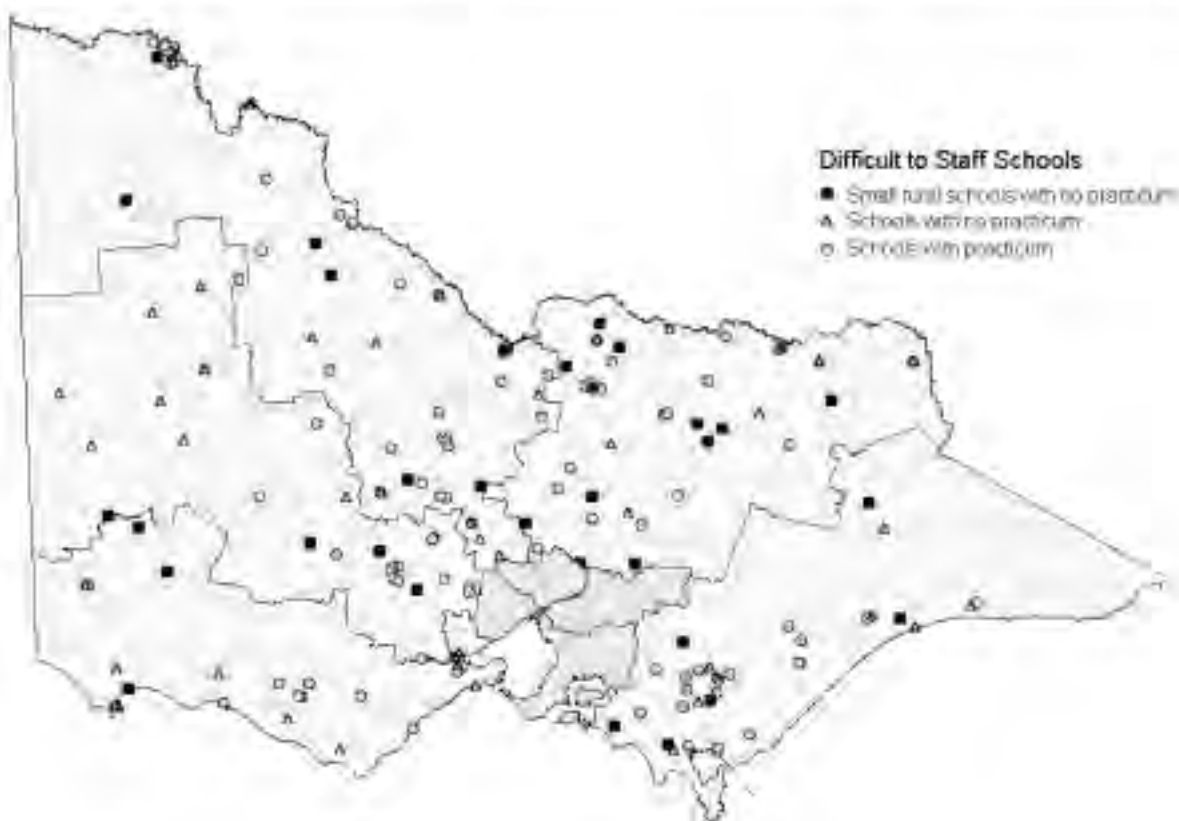 Difficult to Staff Schools
Small rural schools with no practicum
Schools with no practicum
Schools with practicum